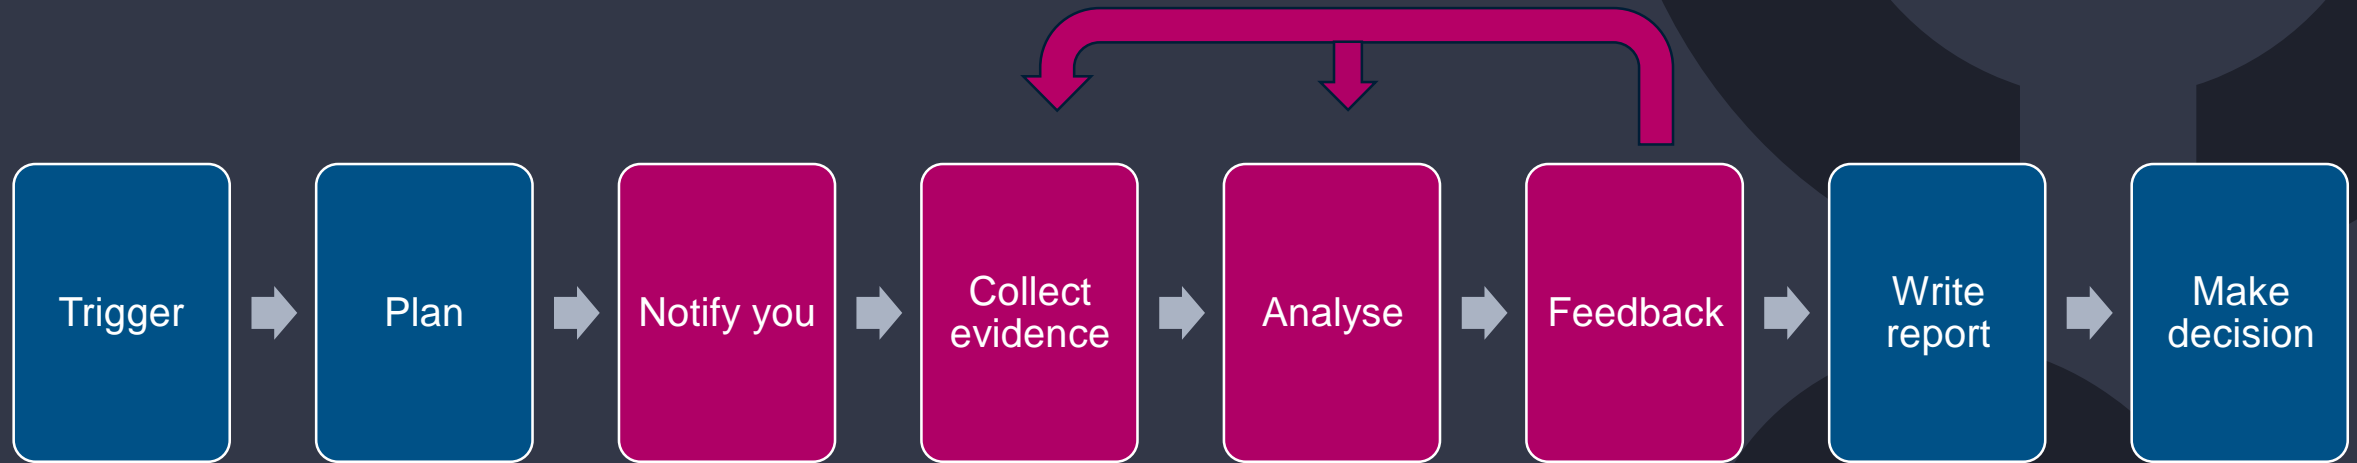 Trigger
Plan
Notify you
Collect
evidence
Analyse
Feedback
Write
report
Make
decision